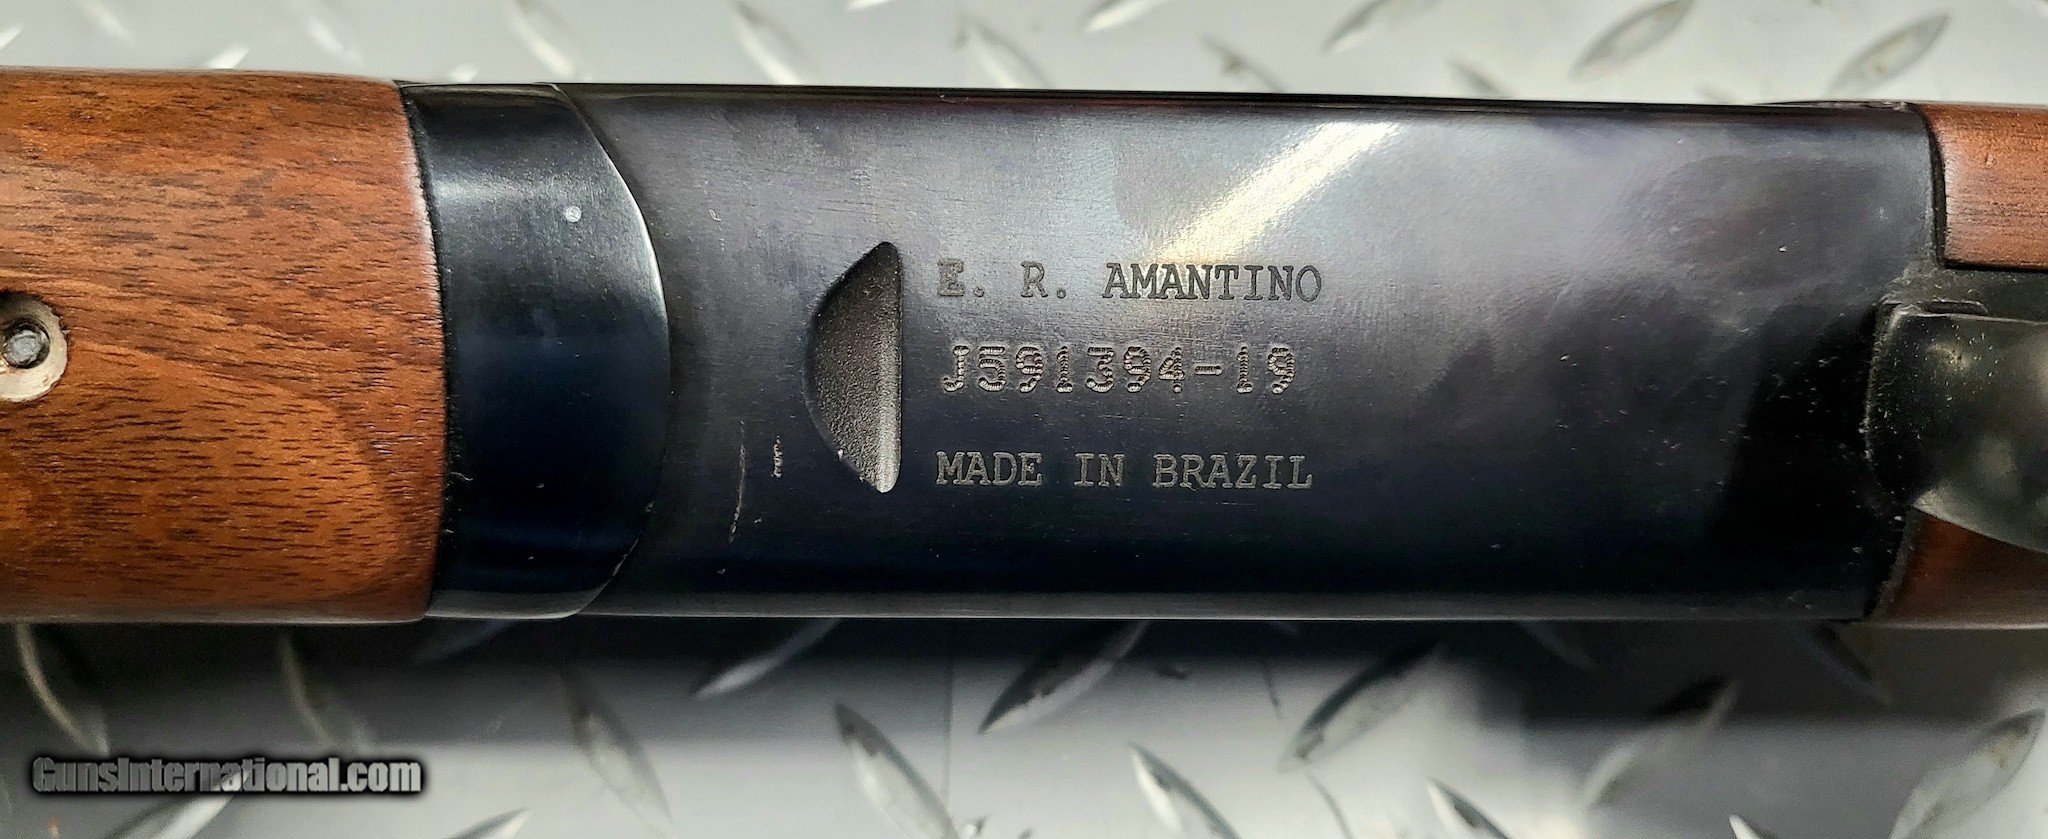 E. R. AMANTINO
J591394-19
MADE IN BRAZIL
GunsInternational.com